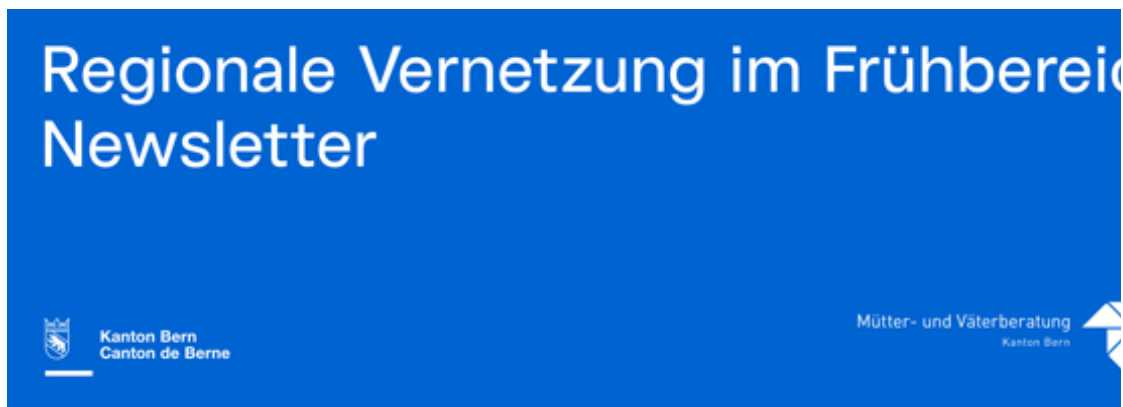 Regionale Vernetzung im Frühbereic
Newsletter
Mütter- und Väterberatung
Kanton Bern
Kanton Bern
Canton de Berne